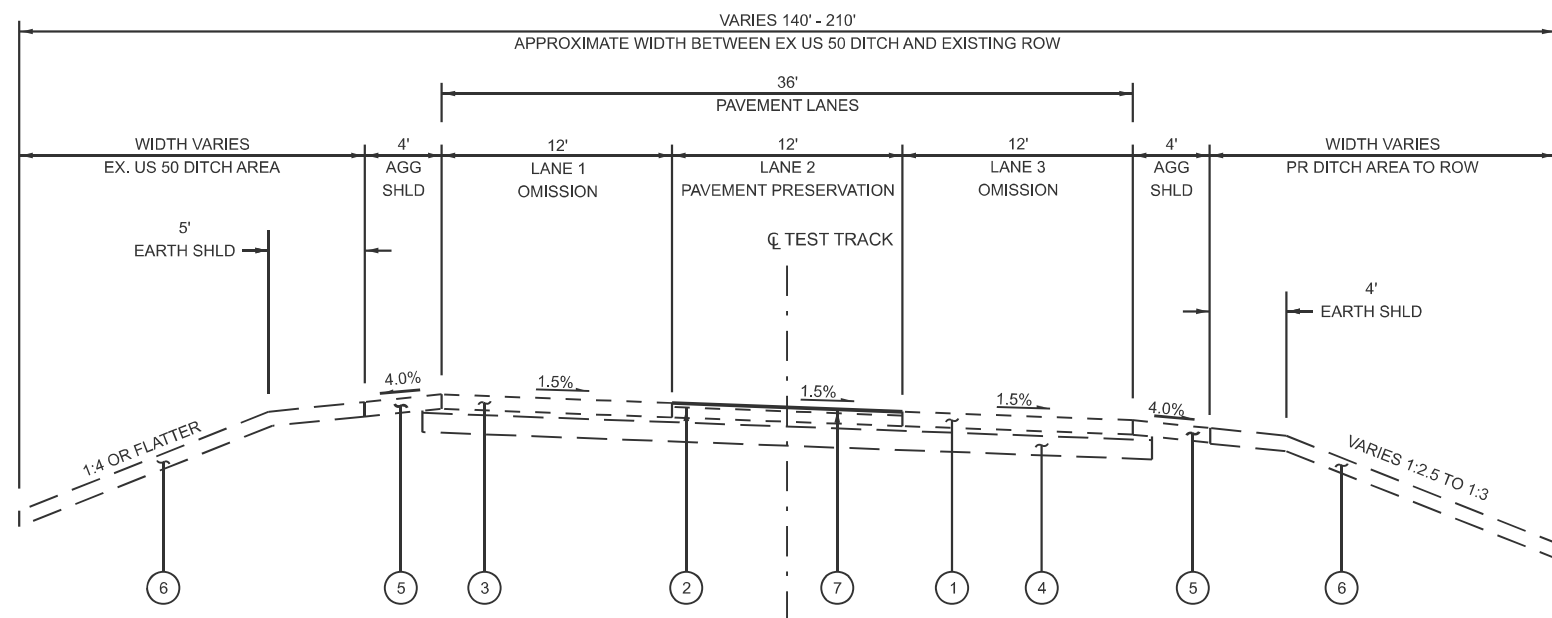 VARIES 140' - 210'
APPROXIMATE WIDTH BETWEEN EX US 50 DITCH AND EXISTING ROW
36'
PAVEMENT LANES
WIDTH VARIES
EX. US 50 DITCH AREA
4'
AGG
SHLD
12'
LANE 1
OMISSION
12'
LANE 2
PAVEMENT PRESERVATION
12'
LANE 3
OMISSION
4'
AGG
SHLD
WIDTH VARIES
PR DITCH AREA TO ROW
5'
EARTH SHLD
℄ TEST TRACK
4'
EARTH SHLD
4.0%
1.5%
1.5%
1.5%
4.0%
1:4 OR FLATTER
VARIES 1:2.5 TO 1:3
6
5
3
2
7
1
4
5
6